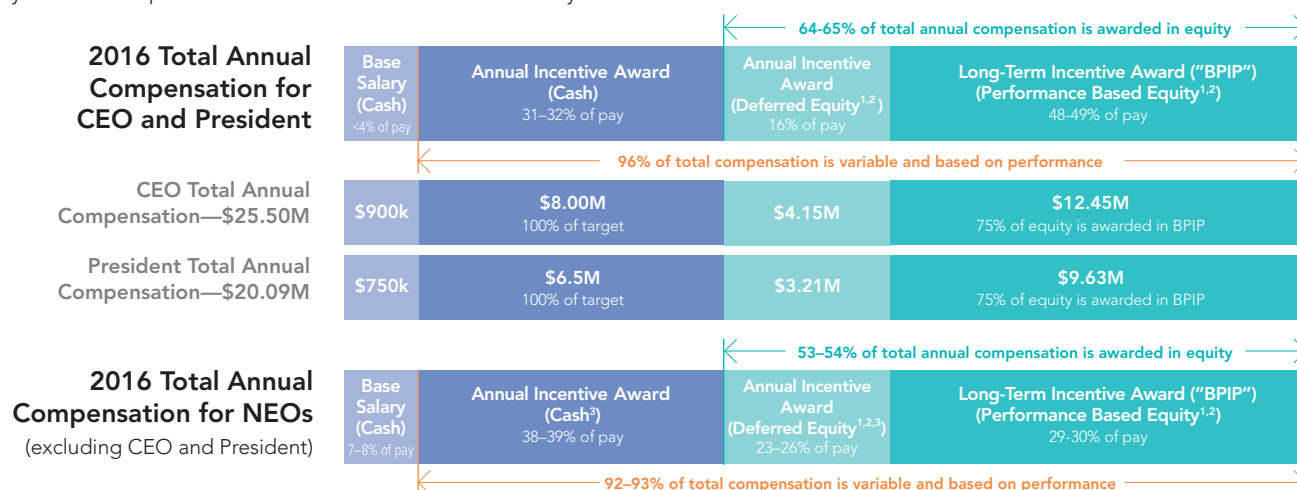 64-65% of total annual compensation is awarded in equity
2016 Total Annual
Compensation for
CEO and President
Base
Salary
(Cash)
<4% of pay
Annual Incentive Award
(Cash)
31–32% of pay
Annual Incentive
Award
(Deferred Equity1,2)
16% of pay
Long-Term Incentive Award ("BPIP")
(Performance Based Equity1,2)
48-49% of pay
96% of total compensation is variable and based on performance
CEO Total Annual
Compensation—$25.50M
$900k
$8.00M
100% of target
$4.15M
$12.45M
75% of equity is awarded in BPIP
President Total Annual
Compensation—$20.09M
$750k
$6.5M
100% of target
$3.21M
$9.63M
75% of equity is awarded in BPIP
53–54% of total annual compensation is awarded in equity
2016 Total Annual
Compensation for NEOs
(excluding CEO and President)
Base
Salary
(Cash)
7–8% of pay
Annual Incentive Award
(Cash3)
38–39% of pay
Annual Incentive
Award
(Deferred Equity1,2,3)
23–26% of pay
Long-Term Incentive Award ("BPIP")
(Performance Based Equity1,2)
29-30% of pay
92–93% of total compensation is variable and based on performance